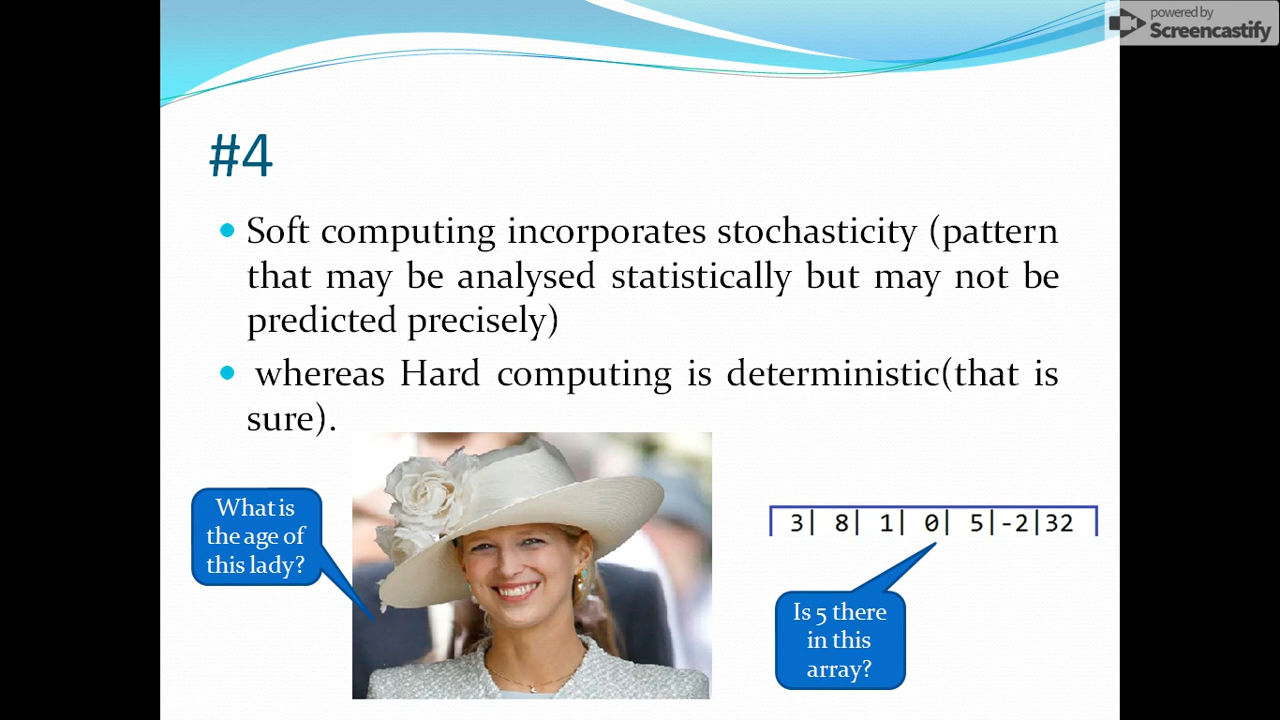 powered by
Screencastify
#4
Soft computing incorporates stochasticity (pattern
that may be analysed statistically but may not be
predicted precisely)
whereas Hard computing is deterministic(that is
sure).
What is
the age of
this lady?
3| 8| 1| 0| 5|-2|32
Is 5 there
in this
array?